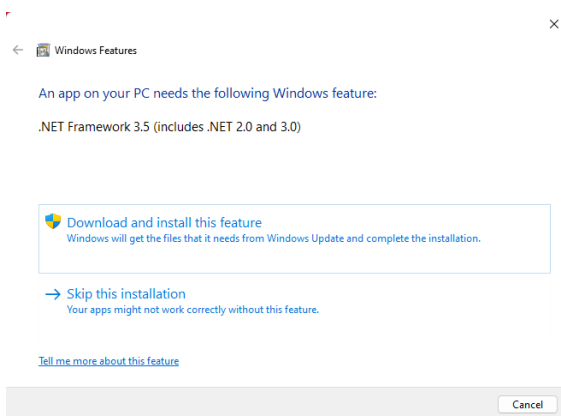 Windows Features
An app on your PC needs the following Windows feature:
.NET Framework 3.5 (includes .NET 2.0 and 3.0)
Download and install this feature
Windows will get the files that it needs from Windows Update and complete the installation.
Skip this installation
Your apps might not work correctly without this feature.
Tell me more about this feature
Cancel